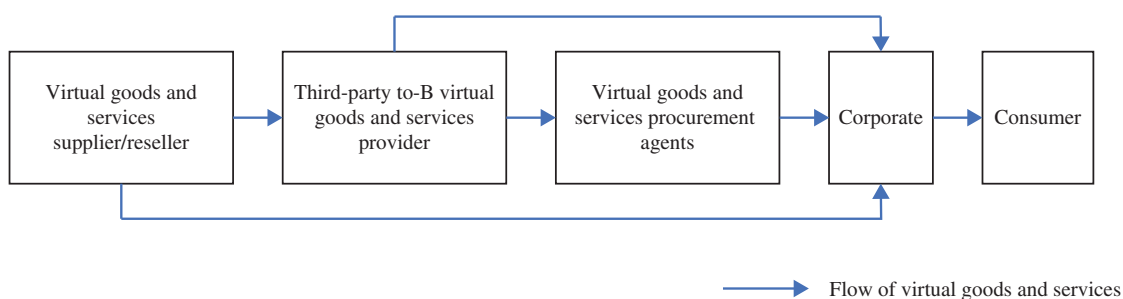 Virtual goods and
services
supplier/reseller
Third-party to-B virtual
goods and services
provider
Virtual goods and
services procurement
agents
Corporate
Consumer
Flow of virtual goods and services